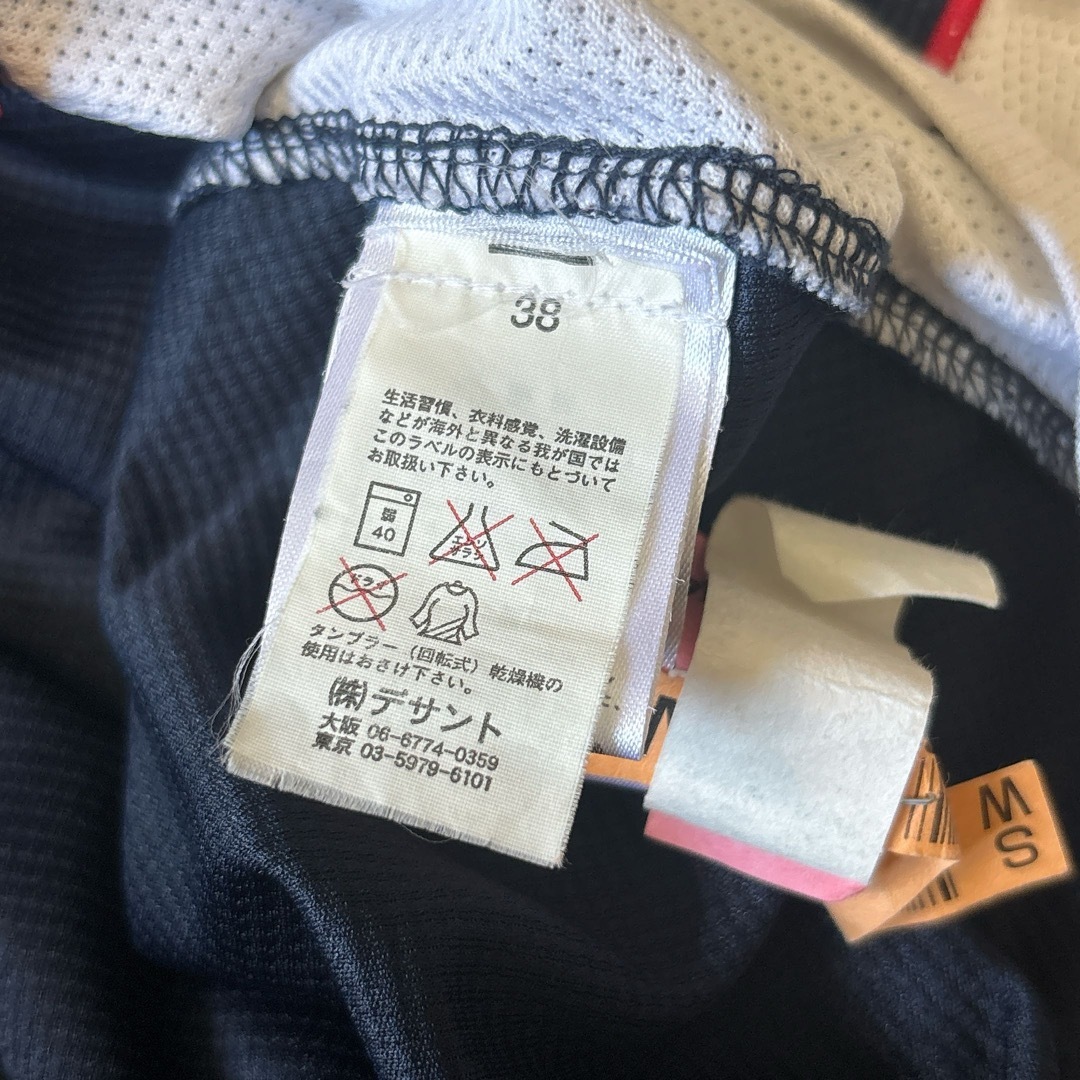 38
生活習慣、衣料感覚、洗濯設備
などが海外と異なる我が国では
このラベルの表示にもとづいて
お取扱い下さい。
弱
40
エンソ
サラシ
ドライ
タンブラー（回転式）乾燥機の
使用はおさけ下さい。
(株)デサント
大阪 06-6774-0359
東京 03-5979-6101
W
S